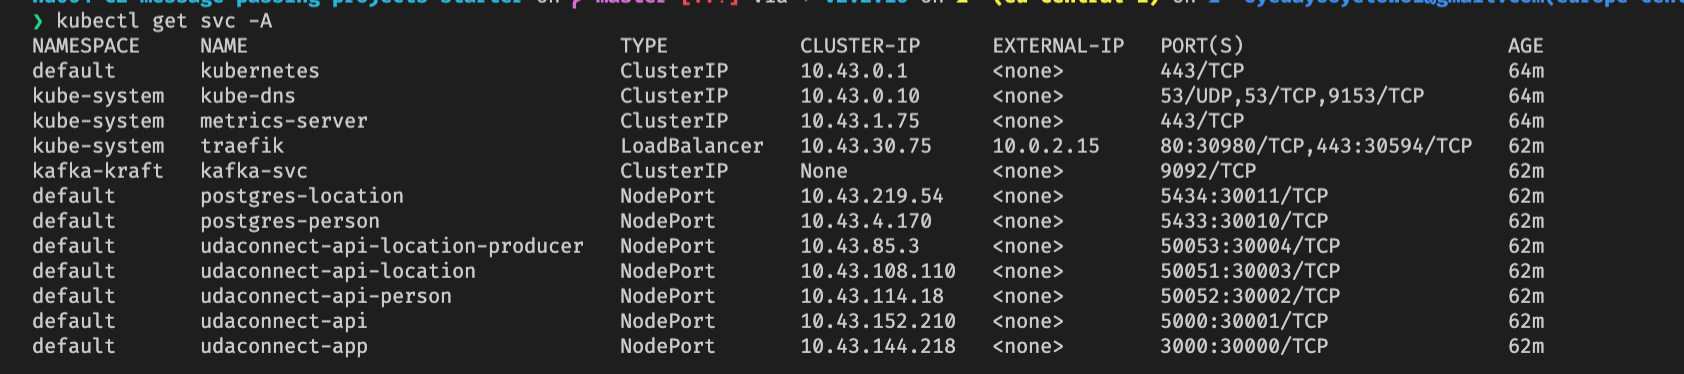 ❯ kubectl get svc -A
NAMESPACE NAME TYPE CLUSTER-IP EXTERNAL-IP PORT(S) AGE
default kubernetes ClusterIP 10.43.0.1 <none> 443/TCP 64m
kube-system kube-dns ClusterIP 10.43.0.10 <none> 53/UDP,53/TCP,9153/TCP 64m
kube-system metrics-server ClusterIP 10.43.1.75 <none> 443/TCP 64m
kube-system traefik LoadBalancer 10.43.30.75 10.0.2.15 80:30980/TCP,443:30594/TCP 62m
kafka-kraft kafka-svc ClusterIP None <none> 9092/TCP 62m
default postgres-location NodePort 10.43.219.54 <none> 5434:30011/TCP 62m
default postgres-person NodePort 10.43.4.170 <none> 5433:30010/TCP 62m
default udaconnect-api-location-producer NodePort 10.43.85.3 <none> 50053:30004/TCP 62m
default udaconnect-api-location NodePort 10.43.108.110 <none> 50051:30003/TCP 62m
default udaconnect-api-person NodePort 10.43.114.18 <none> 50052:30002/TCP 62m
default udaconnect-api NodePort 10.43.152.210 <none> 5000:30001/TCP 62m
default udaconnect-app NodePort 10.43.144.218 <none> 3000:30000/TCP 62m